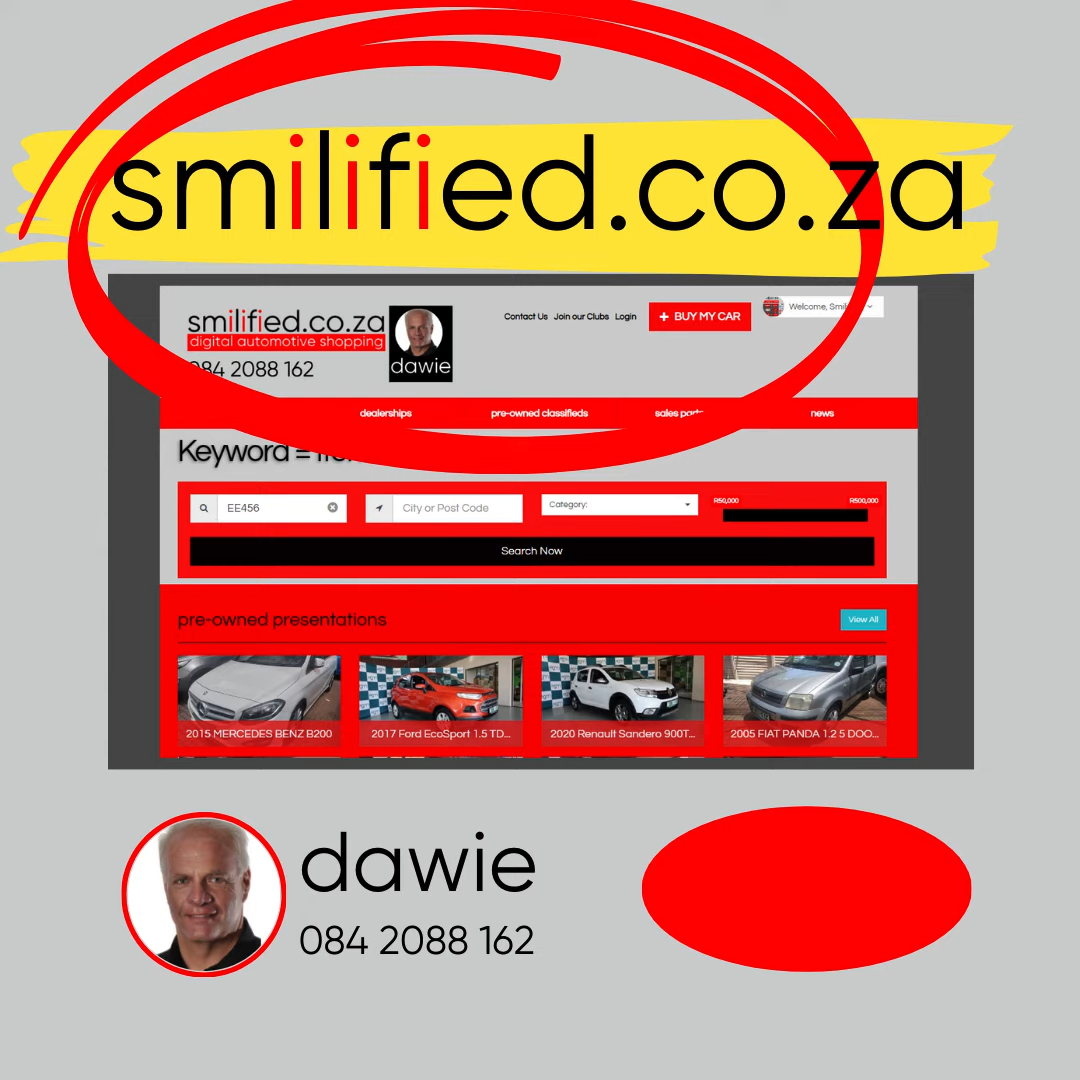 smilified.co.za
smilified.co.za
digital automotive shopping
084 2088 162
dawie
Contact Us Join our Clubs Login
+ BUY MY CAR
Welcome,
dealerships
pre-owned classifieds
sales
news
Keyword =
EE456
City or Post Code
Category:
R50,000
R500,000
Search Now
pre-owned presentations
View All
2015 MERCEDES BENZ B200
2017 Ford EcoSport 1.5 TD...
2020 Renault Sandero 900T...
2005 FIAT PANDA 1.2 5 DOO...
dawie
084 2088 162